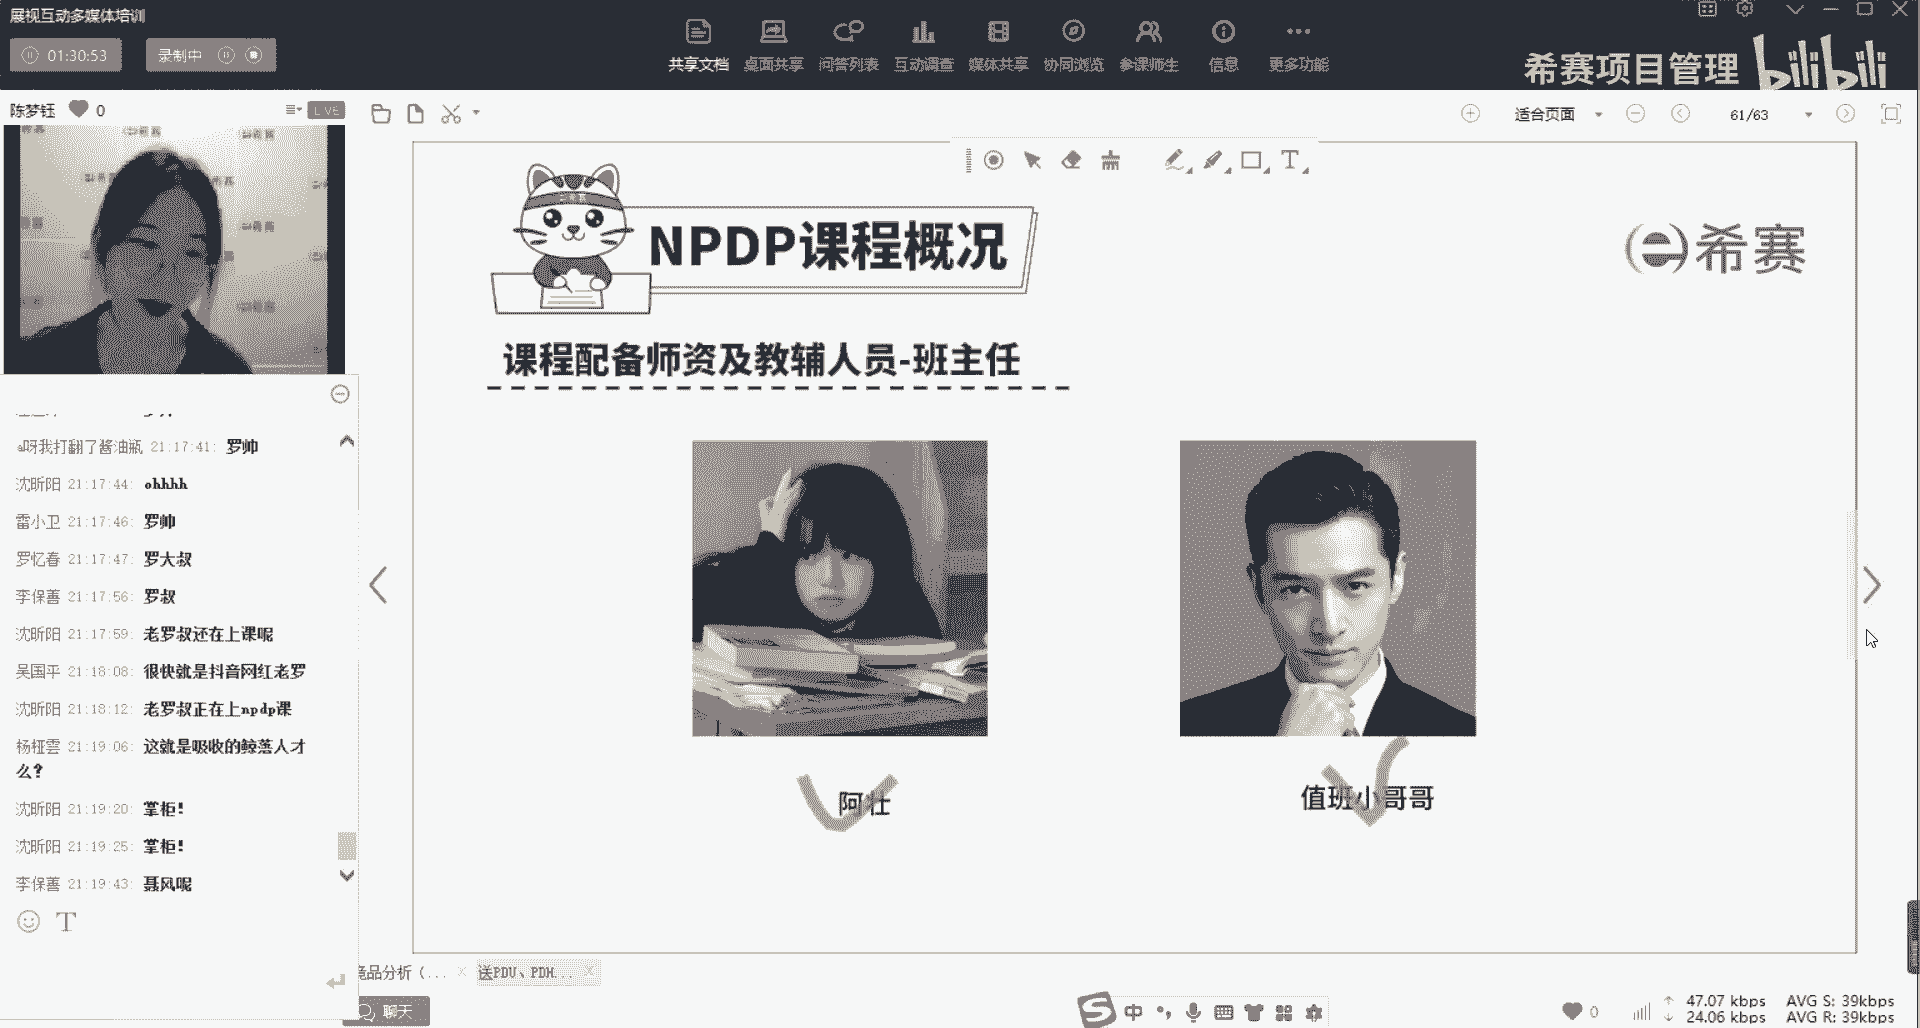 展视互动多媒体培训
01:30:53
录制中
共享文档 桌面共享 问答列表 互动调查 媒体共享 协同浏览 参课师生 信息 更多功能
希赛项目管理 bilibili
陈梦钰 0
LIVE
适合页面
61/63
NPDP课程概况
希赛
课程配备师资及教辅人员-班主任
阿壮
值班小哥哥
呀我打翻了酱油瓶 21:17:41: 罗帅
沈昕阳 21:17:44: ohhhh
雷小卫 21:17:46: 罗帅
罗忆春 21:17:47: 罗大叔
李保善 21:17:56: 罗叔
沈昕阳 21:17:59: 老罗叔还在上课呢
吴国平 21:18:08: 很快就是抖音网红老罗
沈昕阳 21:18:12: 老罗叔正在上npdp课
杨桠雲 21:19:06: 这就是吸收的鲸落人才
么?
沈昕阳 21:19:20: 掌柜!
沈昕阳 21:19:25: 掌柜!
李保善 21:19:43: 聂风呢
竞品分析 (...
送PDU、PDH...
聊天
中
0
47.07 kbps AVG S: 39kbps
24.06 kbps AVG R: 39kbps